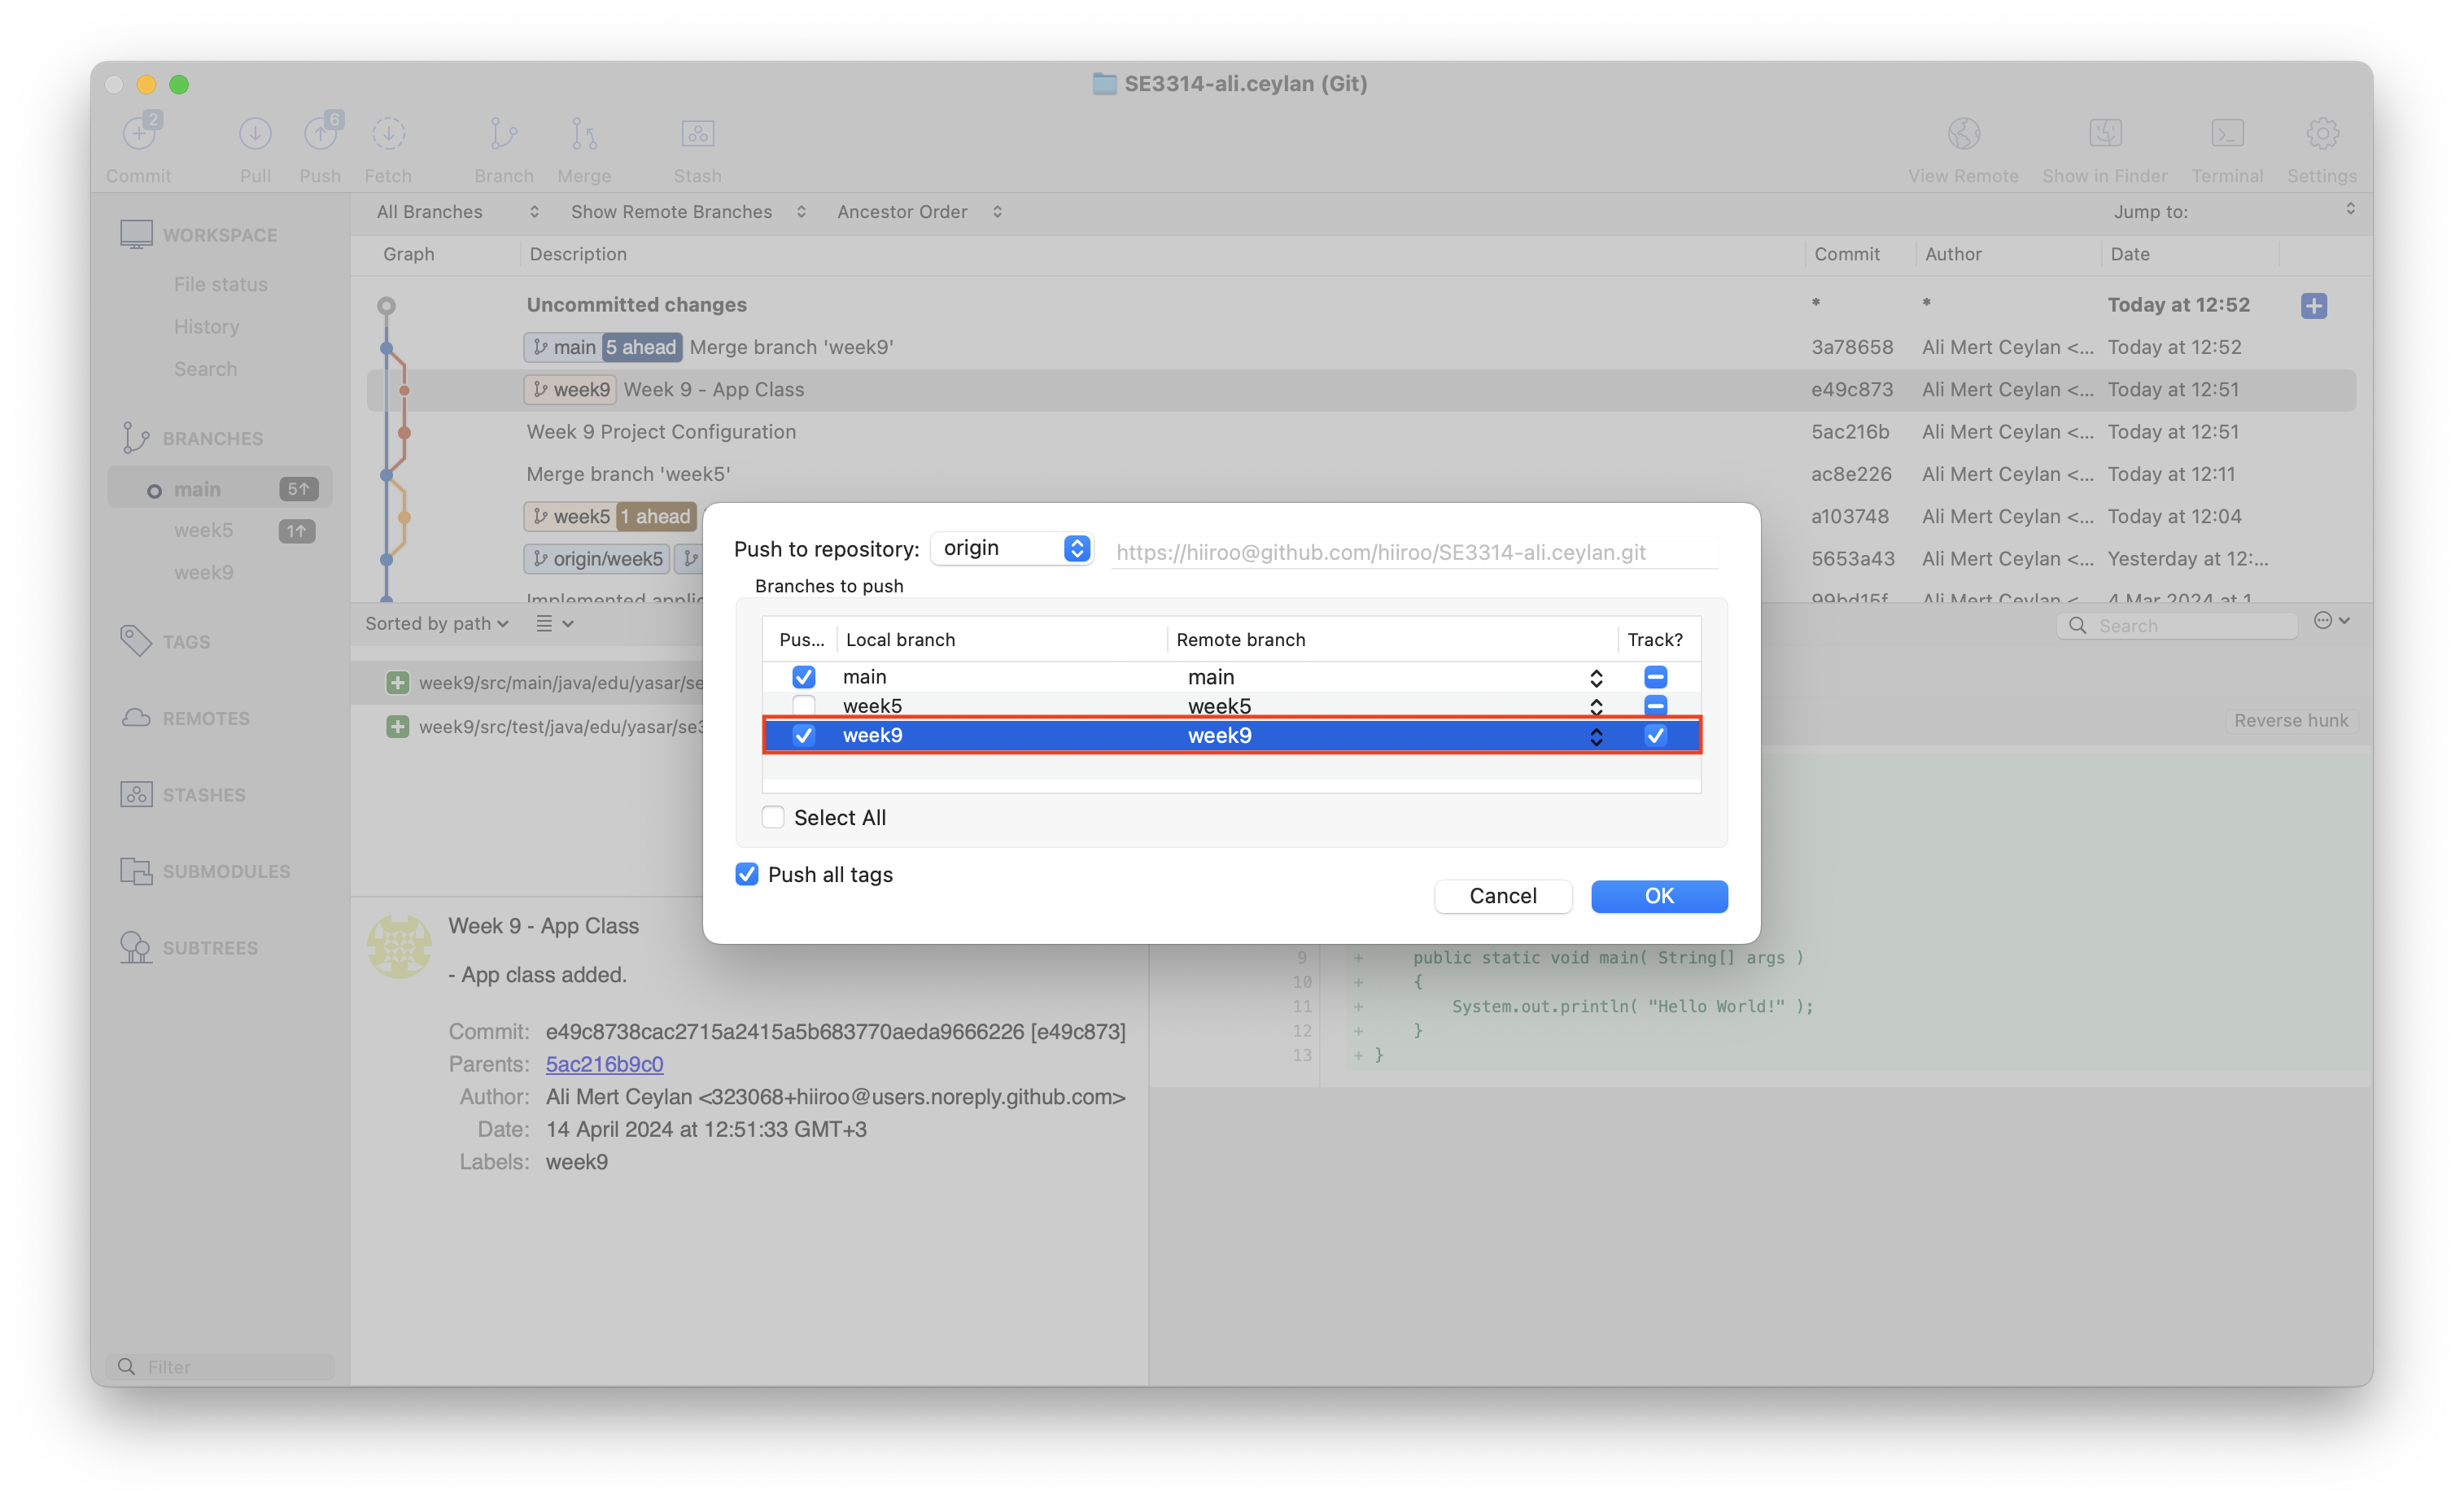 SE3314-ali.ceylan (Git)
2
6
Commit
Pull
Push
Fetch
Branch
Merge
Stash
View Remote
Show in Finder
Terminal
Settings
WORKSPACE
File status
History
Search
BRANCHES
main 5↑
week5 1↑
week9
TAGS
REMOTES
STASHES
SUBMODULES
SUBTREES
Filter
All Branches
Show Remote Branches
Ancestor Order
Jump to:
Graph Description Commit Author Date
Uncommitted changes * * Today at 12:52
main 5 ahead Merge branch 'week9' 3a78658 Ali Mert Ceylan <... Today at 12:52
week9 Week 9 - App Class e49c873 Ali Mert Ceylan <... Today at 12:51
Week 9 Project Configuration 5ac216b Ali Mert Ceylan <... Today at 12:51
Merge branch 'week5' ac8e226 Ali Mert Ceylan <... Today at 12:11
week5 1 ahead a103748 Ali Mert Ceylan <... Today at 12:04
origin/week5 5653a43 Ali Mert Ceylan <... Yesterday at 12:...
Implemented applic 99bd15f Ali Mert Ceylan < 4 Mar 2024 at 1
Sorted by path
Search
week9/src/main/java/edu/yasar/se
week9/src/test/java/edu/yasar/se3
Reverse hunk
Push to repository: origin https://hiiroo@github.com/hiiroo/SE3314-ali.ceylan.git
Branches to push
Pus... Local branch Remote branch Track?
main main
week5 week5
week9 week9
Select All
Push all tags
Cancel
OK
Week 9 - App Class
- App class added.
Commit: e49c8738cac2715a2415a5b683770aeda9666226 [e49c873]
Parents: 5ac216b9c0
Author: Ali Mert Ceylan <323068+hiiroo@users.noreply.github.com>
Date: 14 April 2024 at 12:51:33 GMT+3
Labels: week9
9 + public static void main( String[] args )
10 + {
11 + System.out.println( "Hello World!" );
12 + }
13 + }